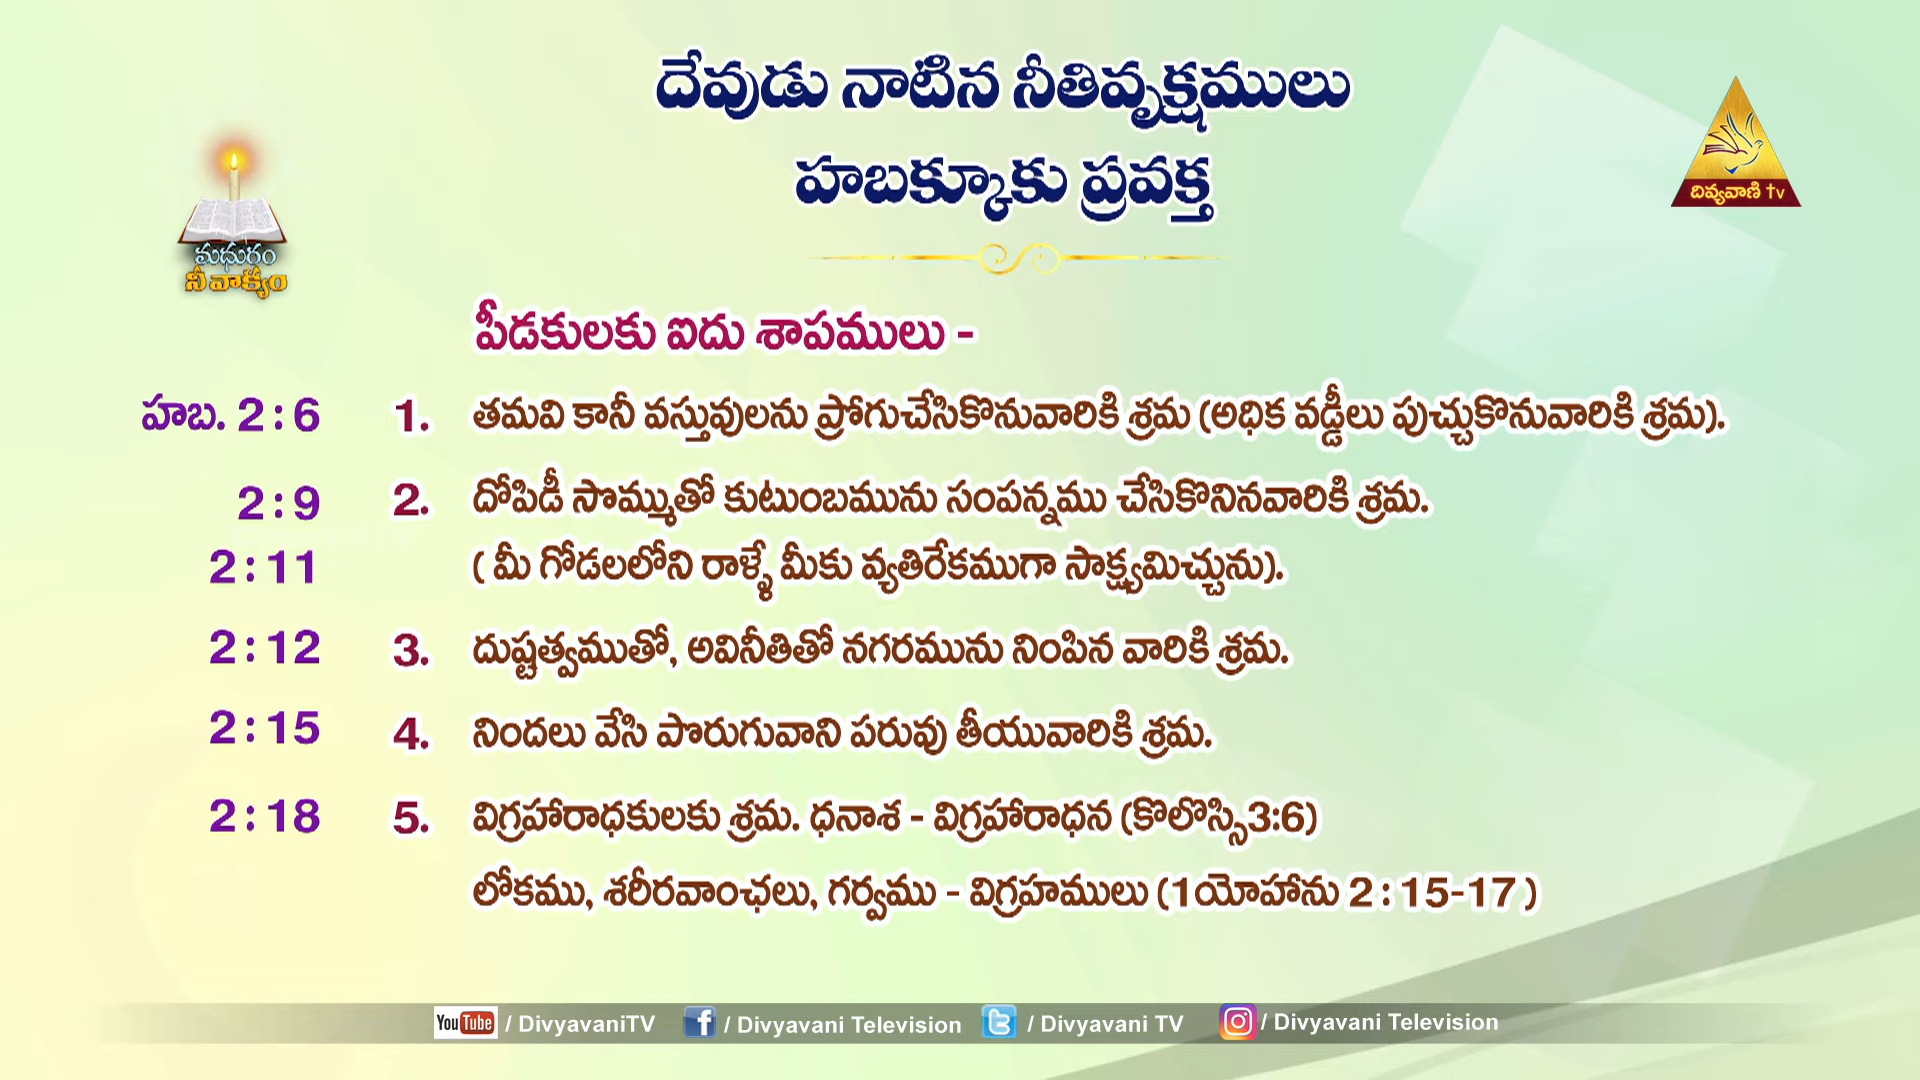 దేవుడు నాటిన నీతివృక్షములు
హబక్కూకు ప్రవక్త
దివ్యవాణి tv
మధురం
నీ వాక్యం
పీడకులకు ఐదు శాపములు -
హబ. 2 : 6 1. తమవి కానీ వస్తువులను ప్రోగుచేసికొనువారికి శ్రమ (అధిక వడ్డీలు పుచ్చుకొనువారికి శ్రమ).
2 : 9 2. దోపిడీ సొమ్ముతో కుటుంబమును సంపన్నము చేసికొనినవారికి శ్రమ.
2 : 11 ( మీ గోడలలోని రాళ్ళే మీకు వ్యతిరేకముగా సాక్ష్యమిచ్చును).
2 : 12 3. దుష్టత్వముతో, అవినీతితో నగరమును నింపిన వారికి శ్రమ.
2 : 15 4. నిందలు వేసి పొరుగువాని పరువు తీయువారికి శ్రమ.
2 : 18 5. విగ్రహారాధకులకు శ్రమ. ధనాశ - విగ్రహారాధన (కొలొస్సి3:6)
లోకము, శరీరవాంఛలు, గర్వము - విగ్రహములు (1యోహాను 2 : 15-17 )
YouTube / DivyavaniTV f / Divyavani Television / Divyavani TV / Divyavani Television